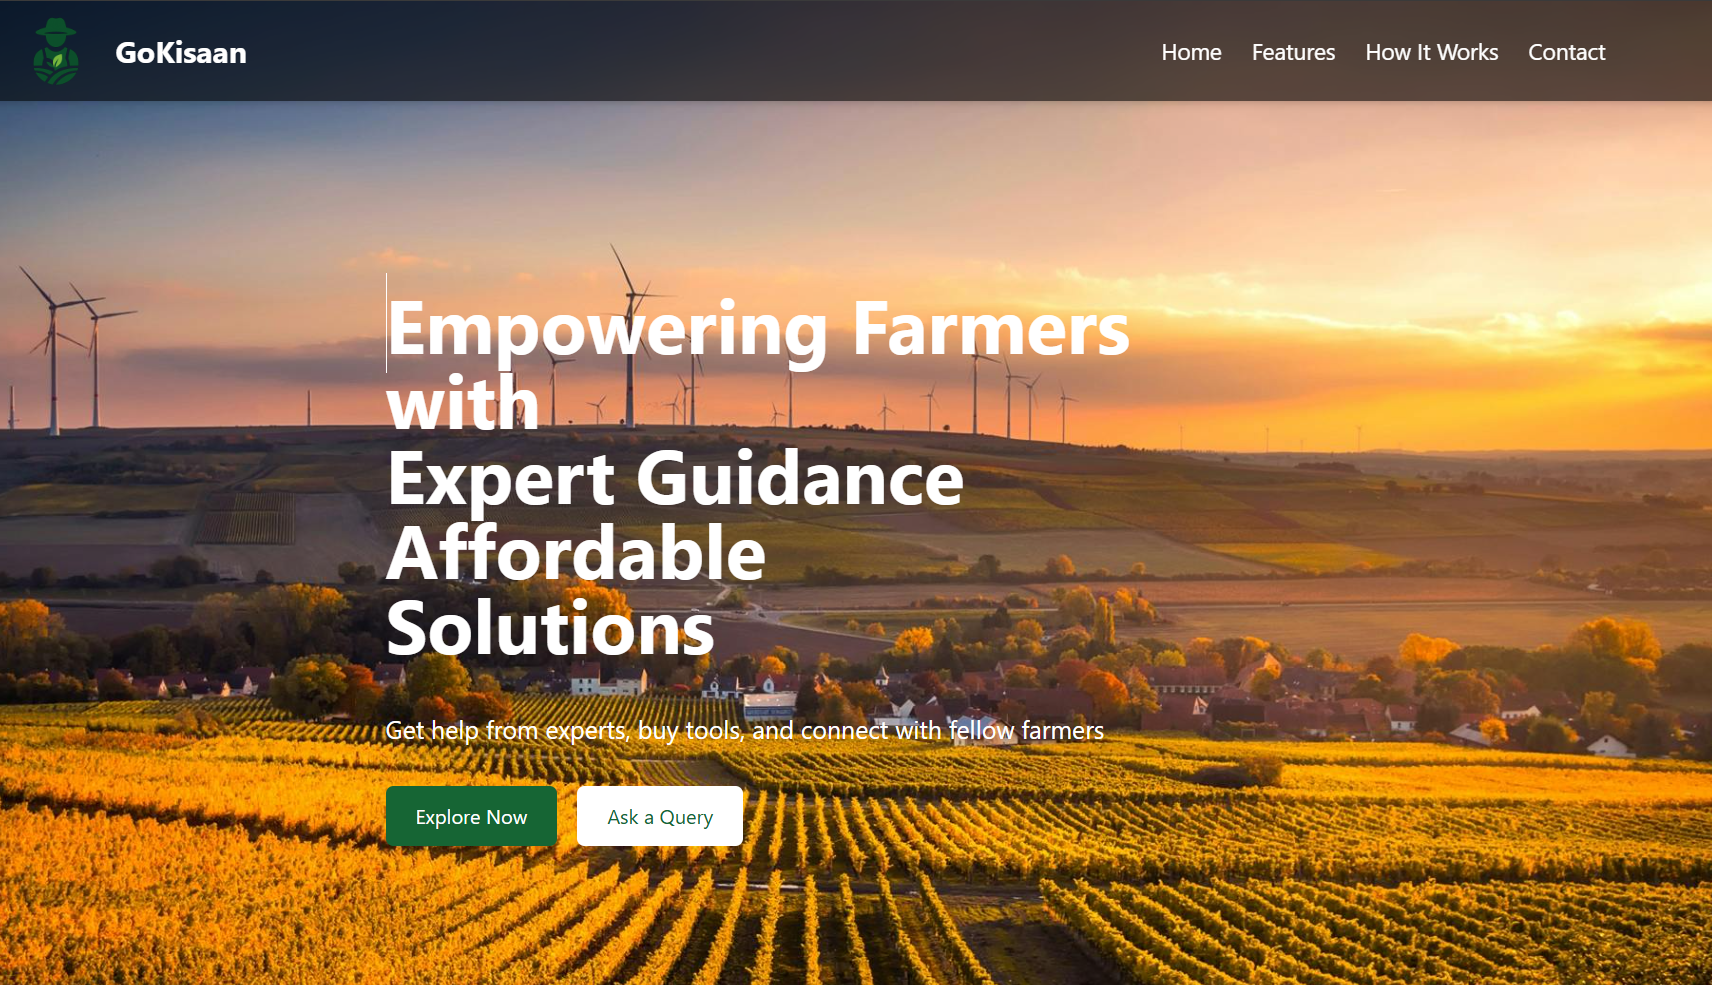 GoKisaan
Home
Features
How It Works
Contact
Empowering Farmers
with
Expert Guidance
Affordable
Solutions
Get help from experts, buy tools, and connect with fellow farmers
Explore Now
Ask a Query